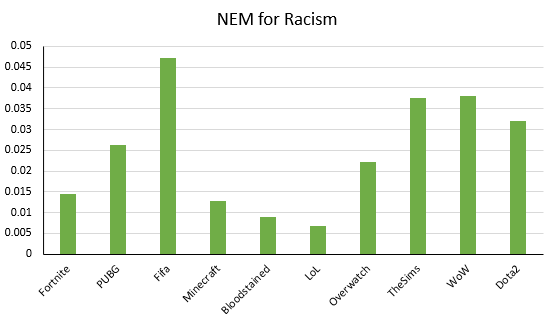 NEM for Racism
0.05
0.045
0.04
0.035
0.03
0.025
0.02
0.015
0.01
0.005
0
Fortnite
PUBG
Fifa
Minecraft
Bloodstained
LoL
Overwatch
TheSims
WoW
Dota2